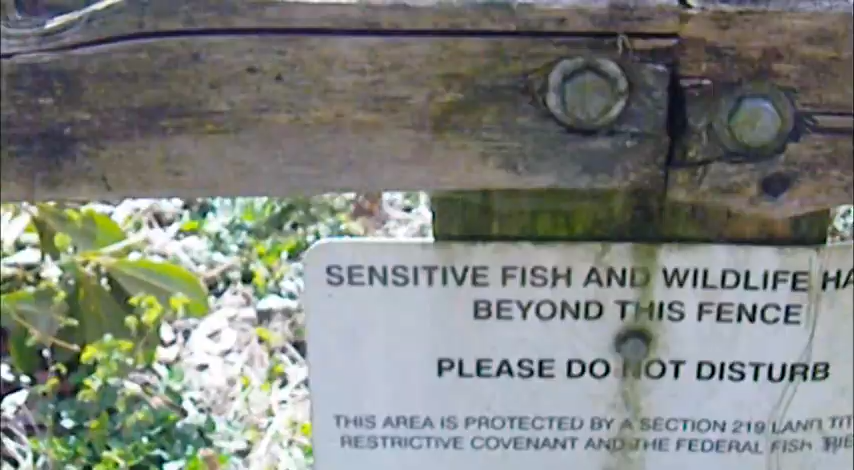 SENSITIVE FISH AND WILDLIFE HA
BEYOND THIS FENCE
PLEASE DO NOT DISTURB
THIS AREA IS PROTECTED BY A SECTION 219 LAND TIT
RESTRICTIVE COVENANT AND THE FEDERAL FISH